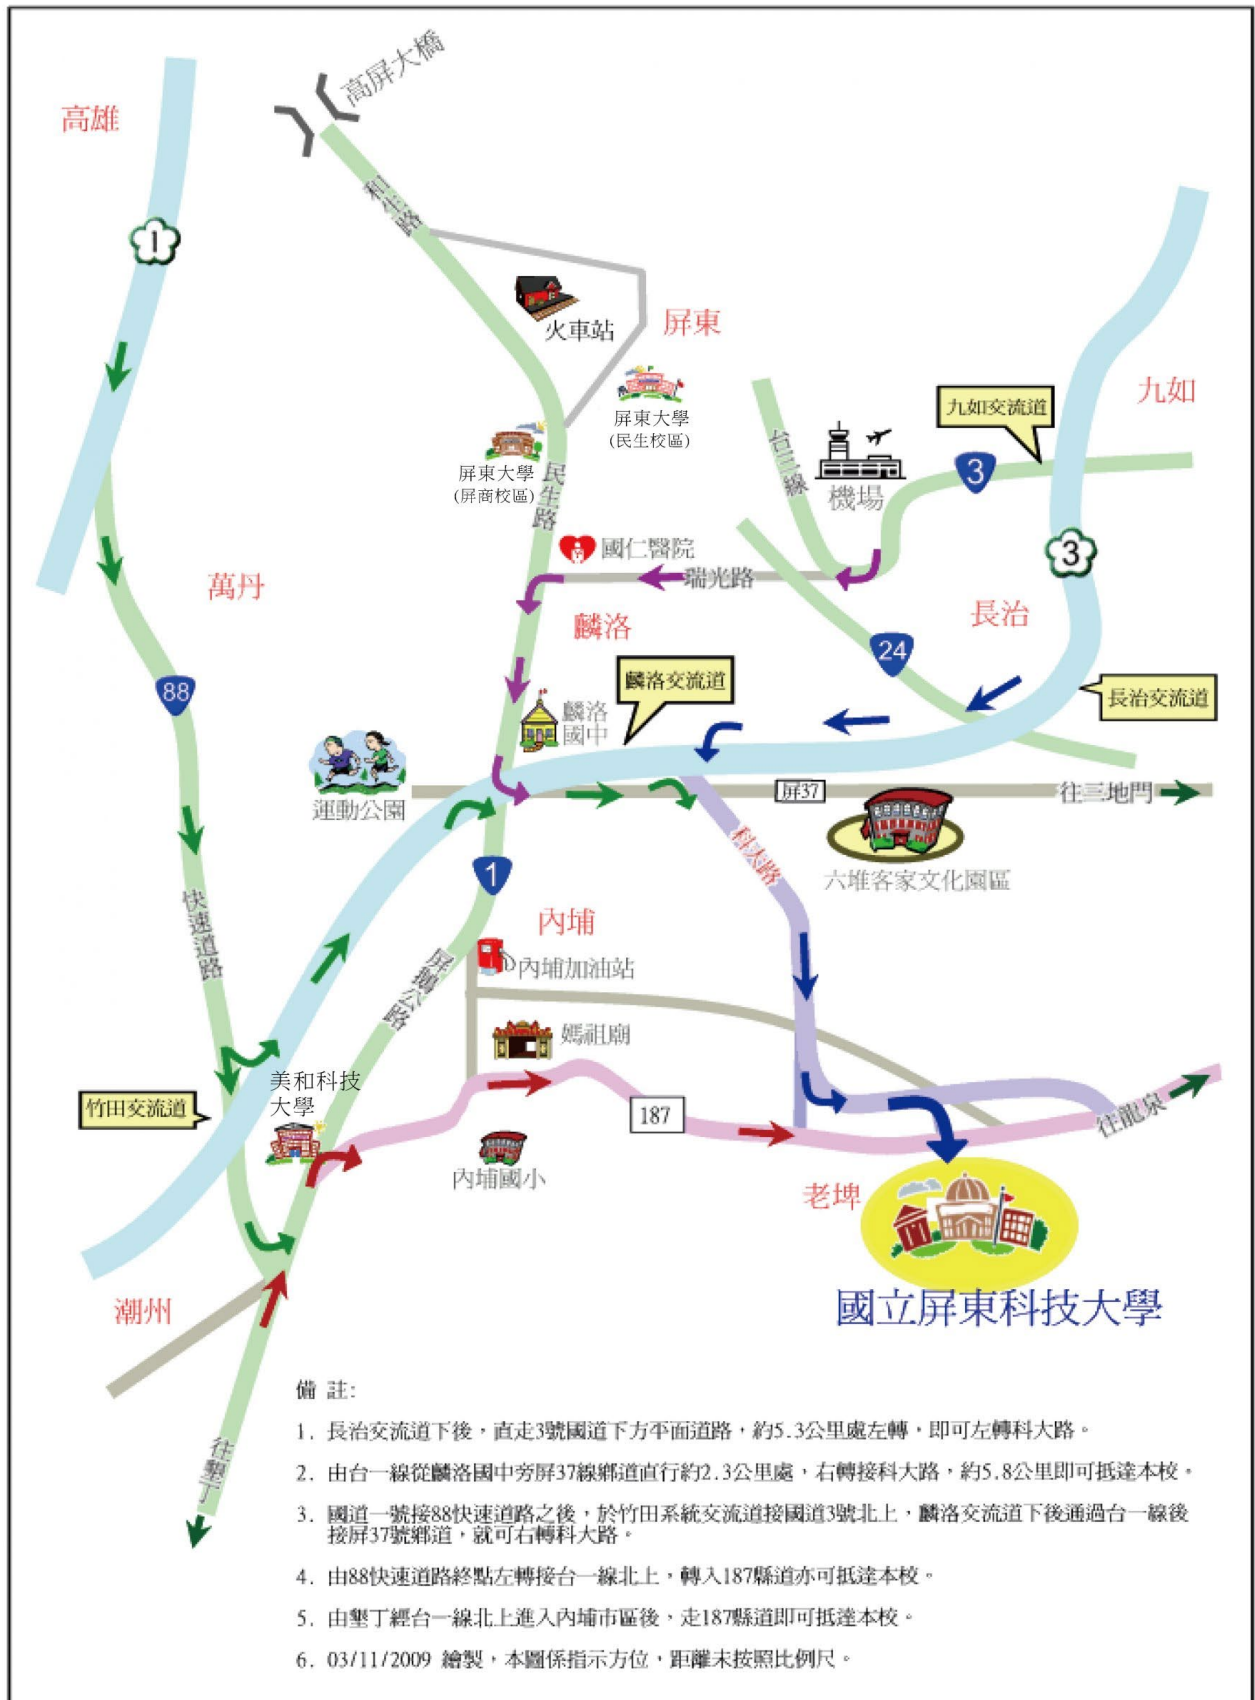 高屏大橋
高雄
1
和生路
火車站
屏東
屏東大學
(民生校區)
屏東大學
(屏商校區)
民生路
台三線
機場
九如交流道
九如
3
3
國仁醫院
瑞光路
萬丹
麟洛
長治
24
88
麟洛交流道
長治交流道
麟洛
國中
運動公園
屏37
往三地門
科大路
六堆客家文化園區
1
快速道路
內埔
屏鵝公路
內埔加油站
媽祖廟
美和科技
大學
竹田交流道
187
往龍泉
內埔國小
老埤
國立屏東科技大學
潮州
往墾丁
備 註:
1. 長治交流道下後，直走3號國道下方平面道路，約5.3公里處左轉，即可左轉科大路。
2. 由台一線從麟洛國中旁屏37線鄉道直行約2.3公里處，右轉接科大路，約5.8公里即可抵達本校。
3. 國道一號接88快速道路之後，於竹田系統交流道接國道3號北上，麟洛交流道下後通過台一線後
接屏37號鄉道，就可右轉科大路。
4. 由88快速道路終點左轉接台一線北上，轉入187縣道亦可抵達本校。
5. 由墾丁經台一線北上進入內埔市區後、走187縣道即可抵達本校。
6. 03/11/2009 繪製，本圖係指示方位，距離未按照比例尺。